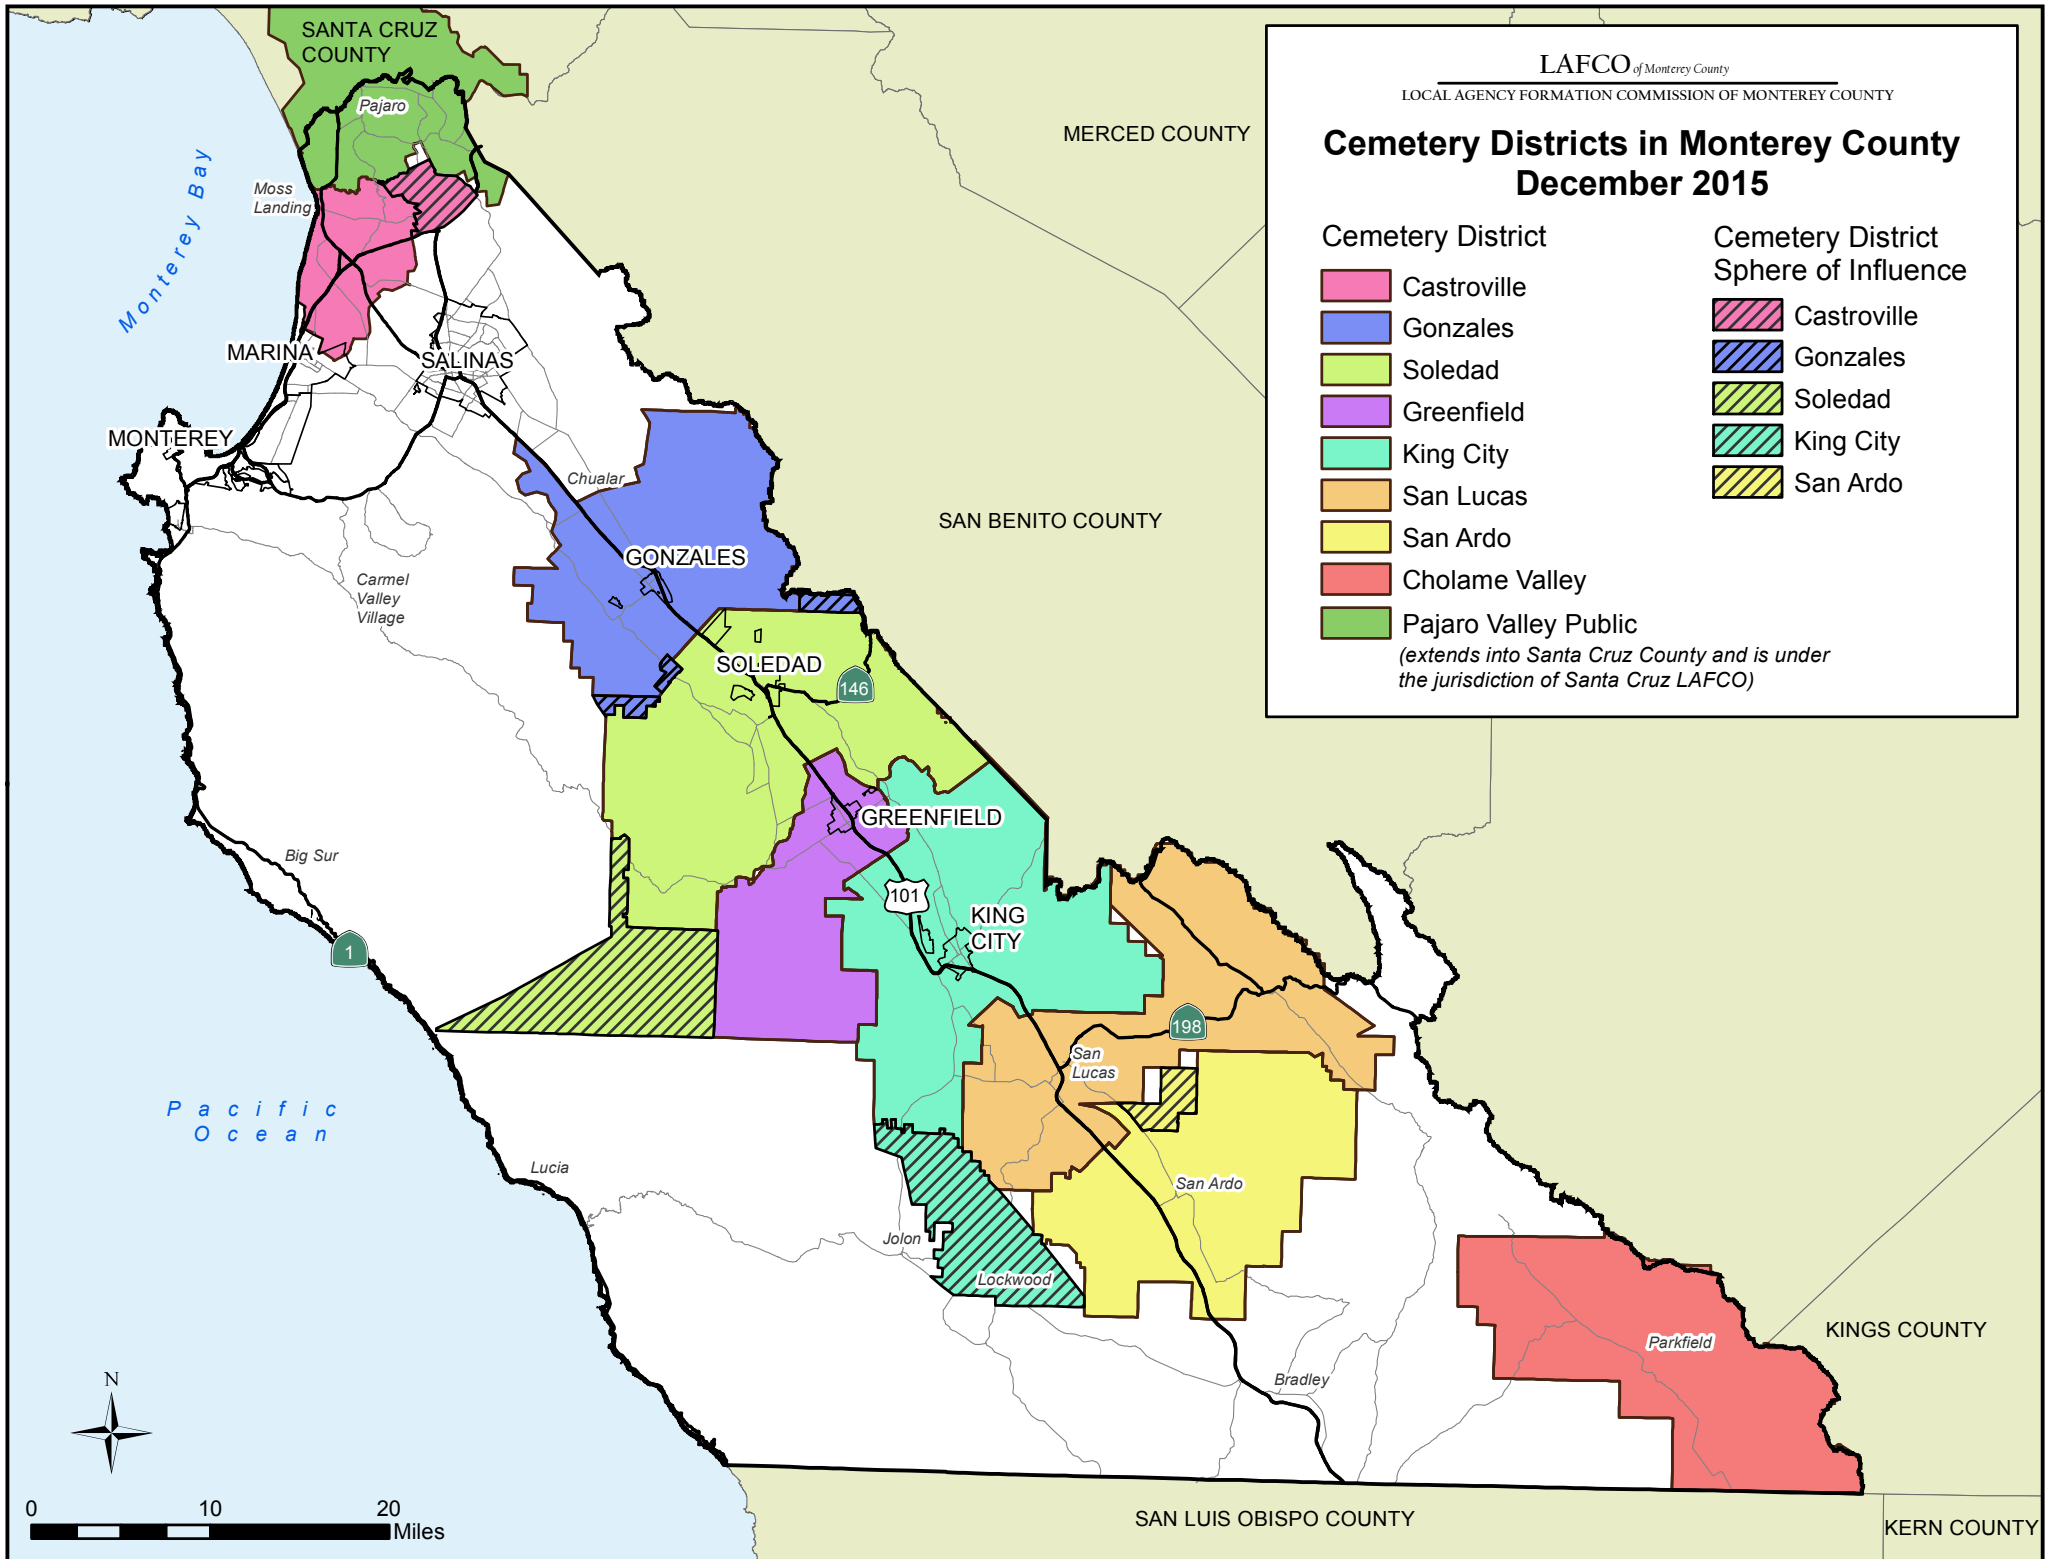 SANTA CRUZ
COUNTY
Pajaro
MERCED COUNTY
Monterey Bay
Moss
Landing
MARINA
SALINAS
MONTEREY
Chualar
SAN BENITO COUNTY
GONZALES
Carmel
Valley
Village
SOLEDAD
146
GREENFIELD
Big Sur
101
KING
CITY
1
198
San
Lucas
Pacific
Ocean
Lucia
San Ardo
Jolon
Lockwood
KINGS COUNTY
Parkfield
Bradley
SAN LUIS OBISPO COUNTY
KERN COUNTY
N
0 10 20
Miles
LAFCO of Monterey County
LOCAL AGENCY FORMATION COMMISSION OF MONTEREY COUNTY
Cemetery Districts in Monterey County
December 2015
Cemetery District
Castroville
Gonzales
Soledad
Greenfield
King City
San Lucas
San Ardo
Cholame Valley
Pajaro Valley Public
(extends into Santa Cruz County and is under
the jurisdiction of Santa Cruz LAFCO)
Cemetery District
Sphere of Influence
Castroville
Gonzales
Soledad
King City
San Ardo